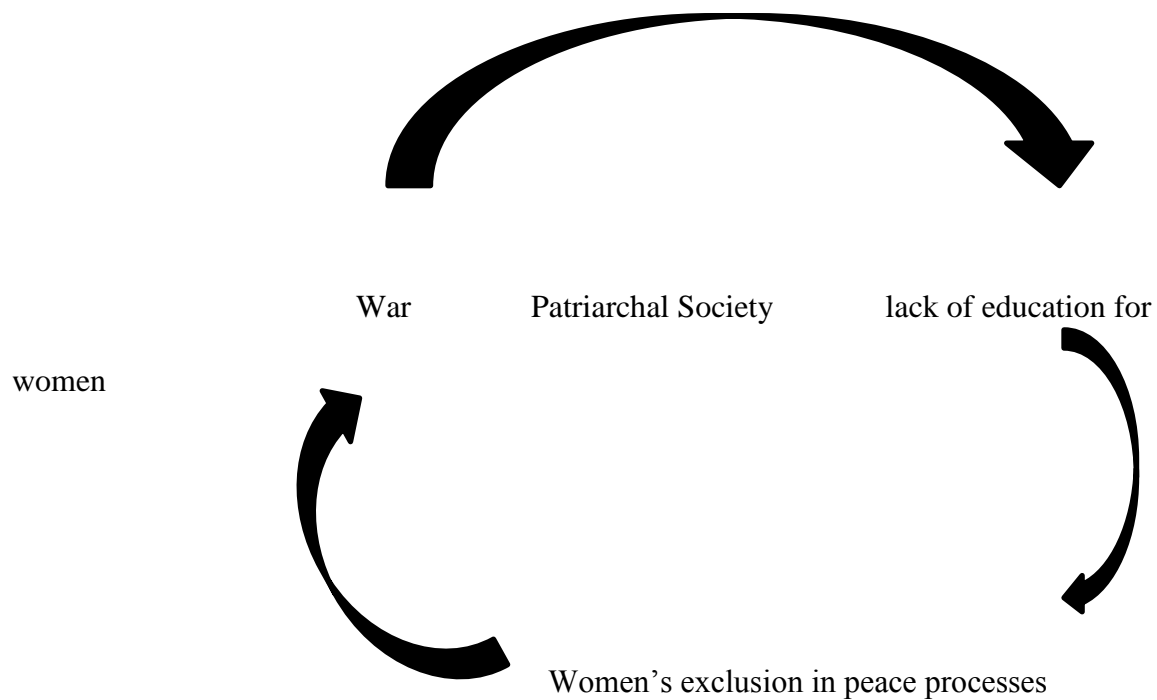 War Patriarchal Society lack of education for
women
Women’s exclusion in peace processes